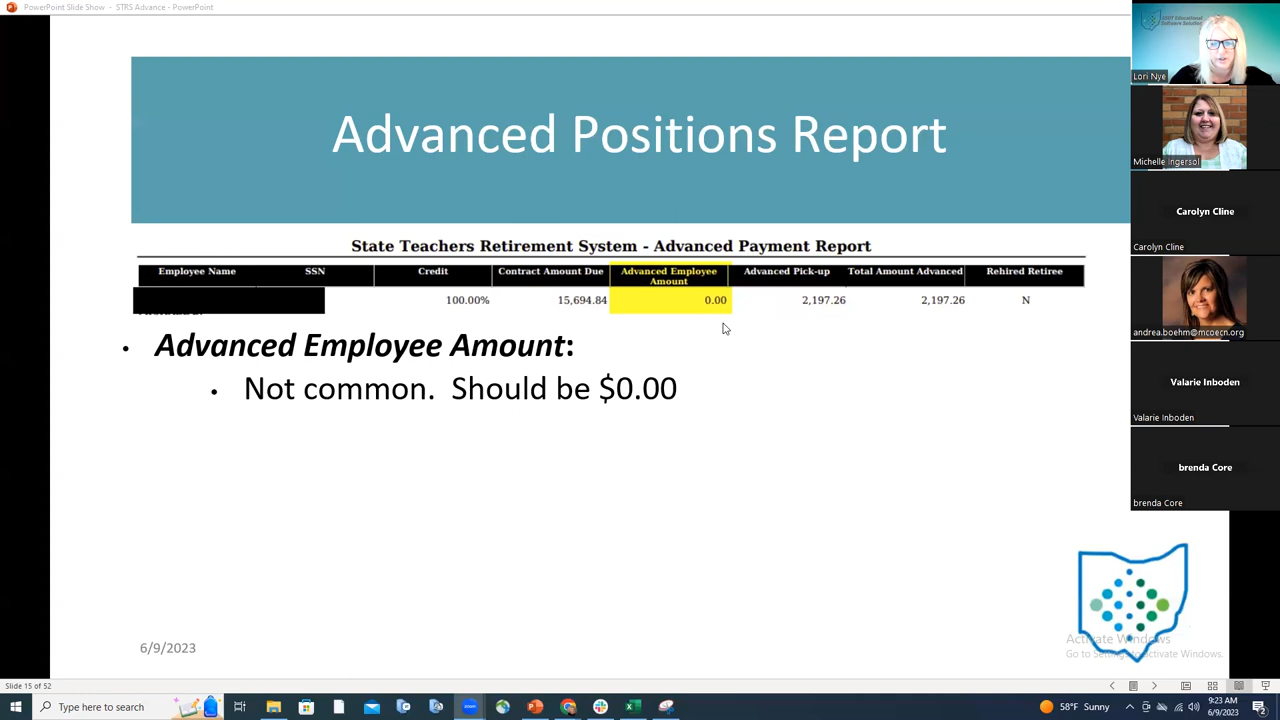 PowerPoint Slide Show - STRS Advance - PowerPoint
Advanced Positions Report
State Teachers Retirement System - Advanced Payment Report
Employee Name SSN Credit Contract Amount Due Advanced Employee Amount Advanced Pick-up Total Amount Advanced Rehired Retiree
100.00% 15,694.84 0.00 2,197.26 2,197.26 N
• Advanced Employee Amount:
• Not common. Should be $0.00
6/9/2023
Activate Windows
Go to Settings to Activate Windows.
SSDT Educational
Software Solutions
Lori Nye
Michelle Ingersol
Carolyn Cline
Carolyn Cline
andrea.boehm@mcoecn.org
Valarie Inboden
Valarie Inboden
brenda Core
brenda Core
Slide 15 of 52
Type here to search
58°F Sunny
9:23 AM
6/9/2023
2